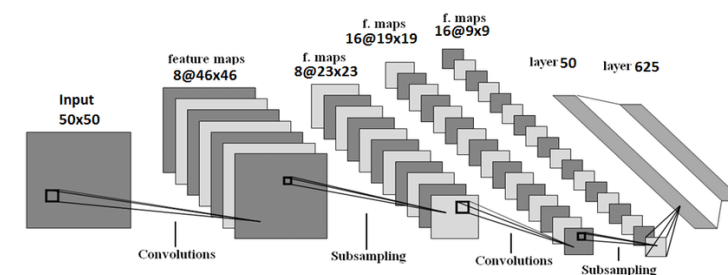 Input
50x50
feature maps
8@46x46
f. maps
8@23x23
f. maps
16@19x19
f. maps
16@9x9
layer 50
layer 625
Convolutions
Subsampling
Convolutions
Subsampling